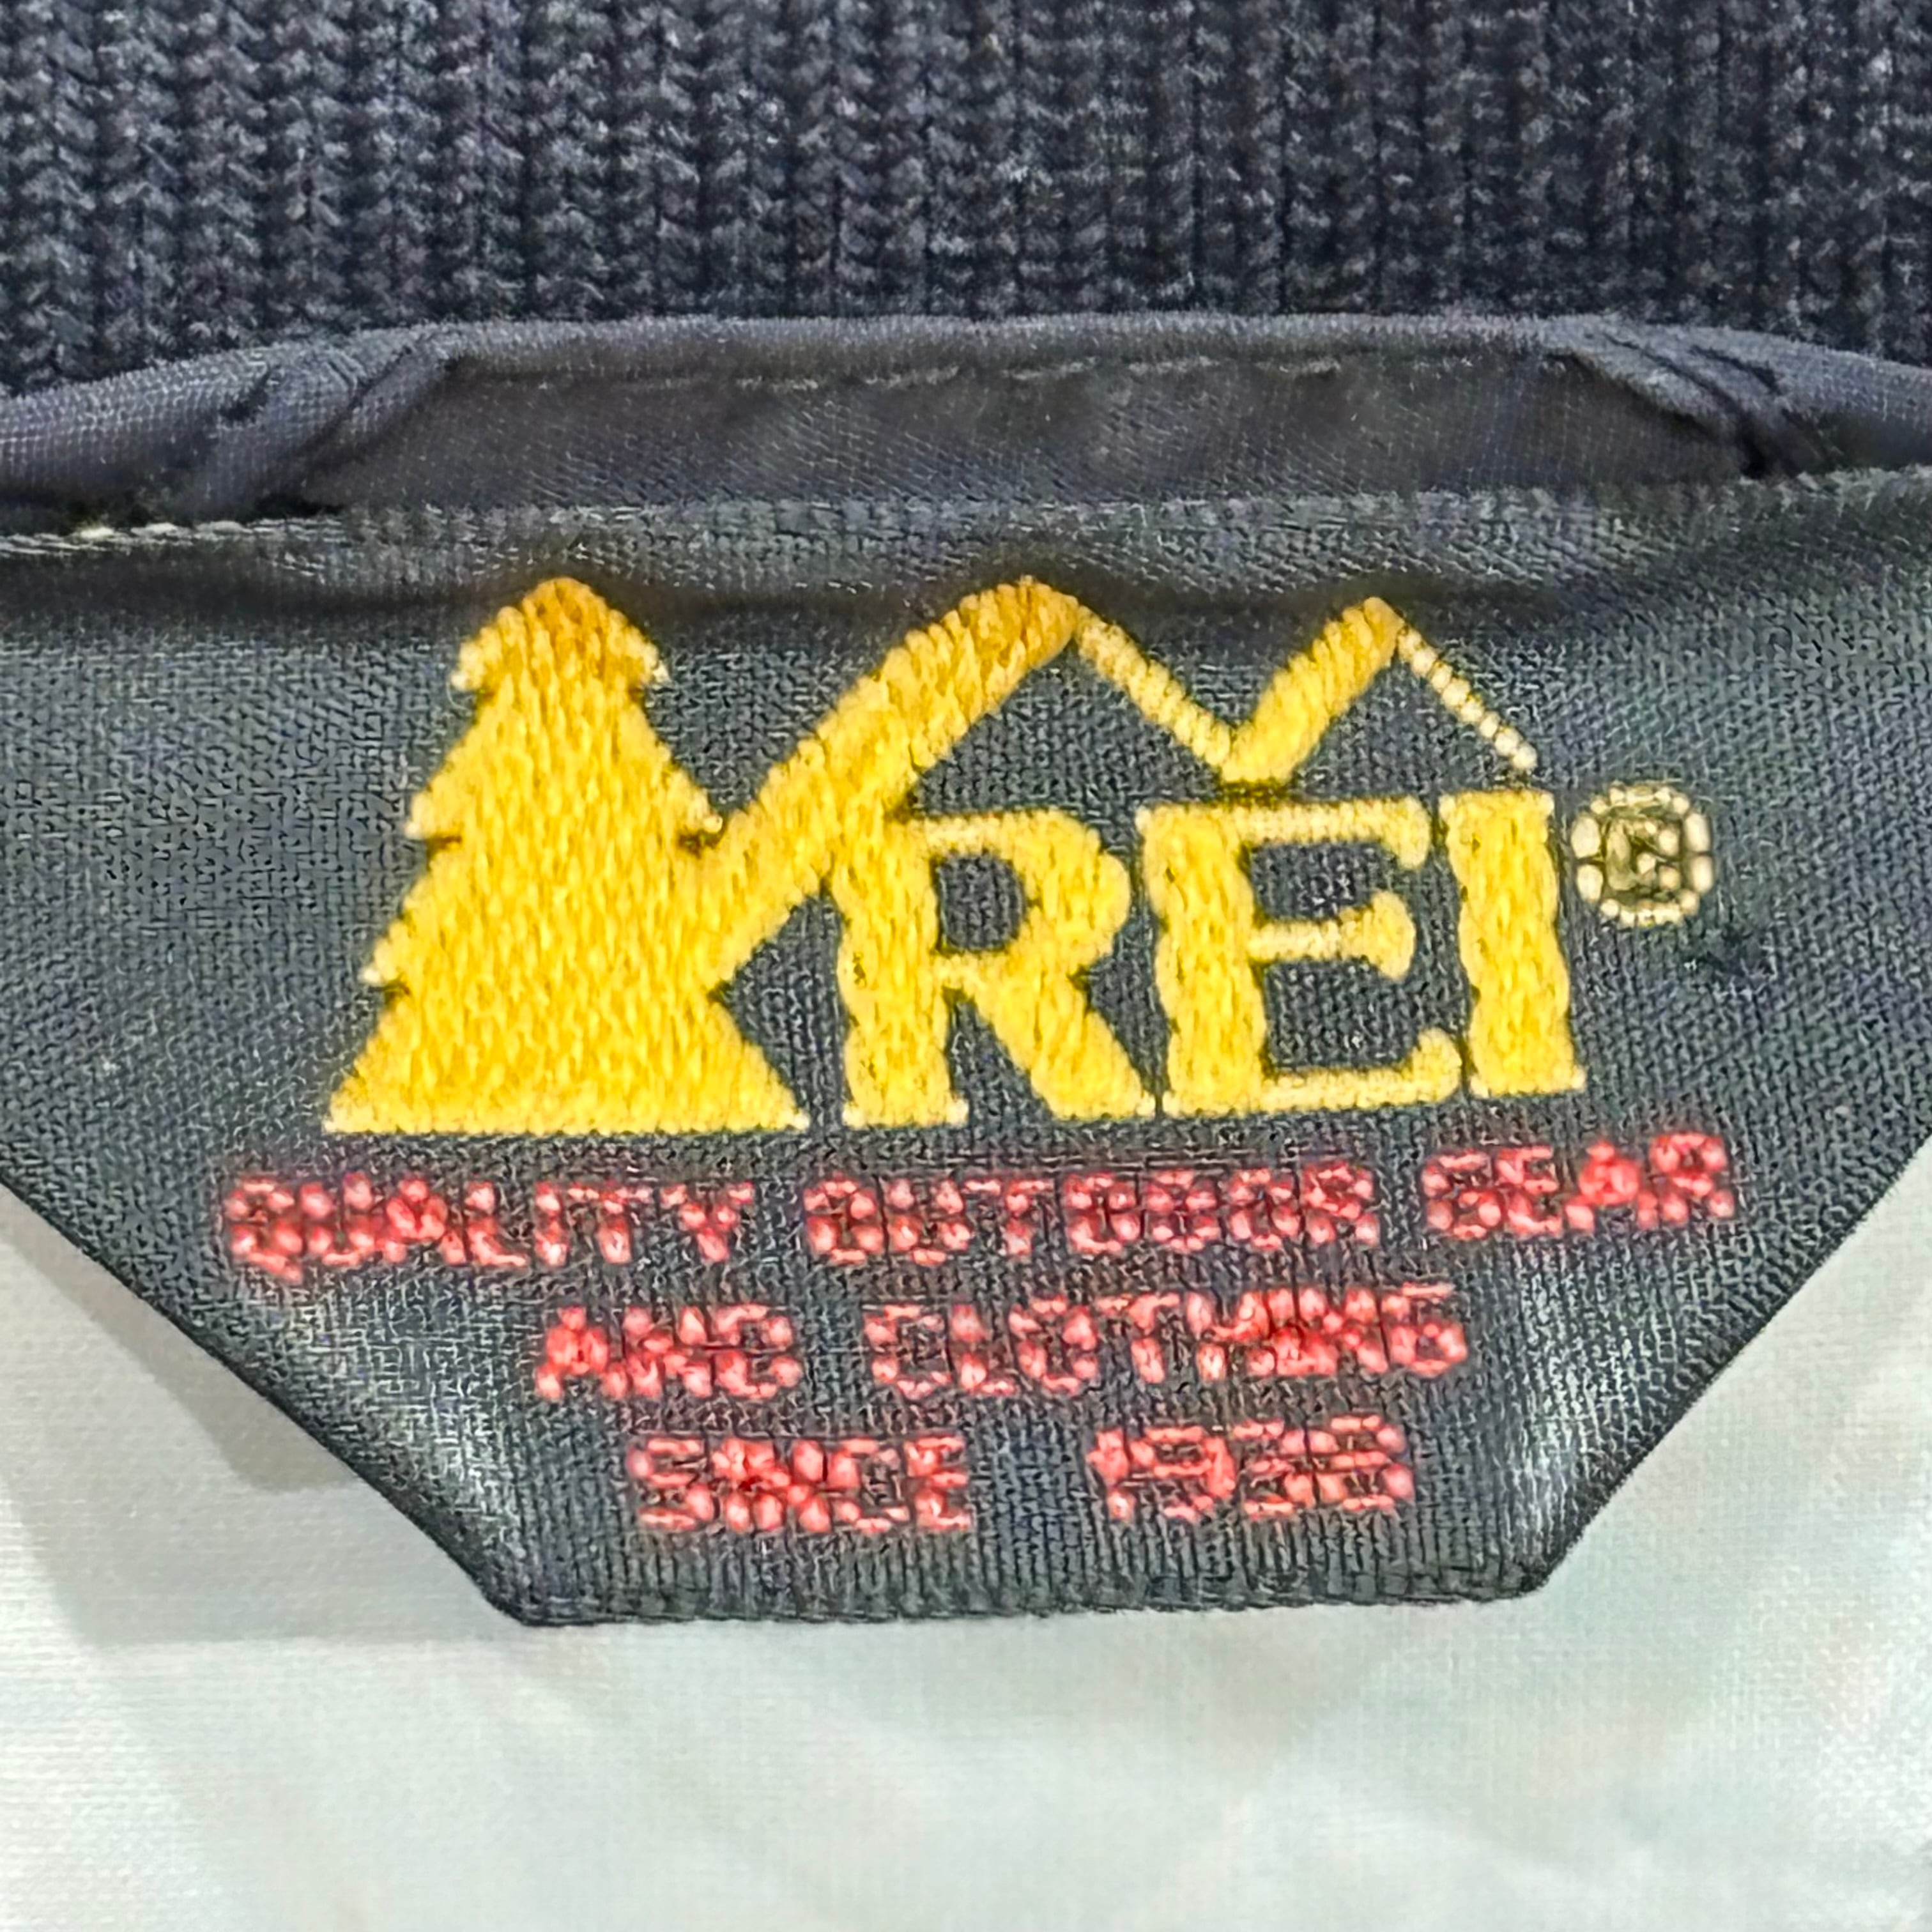 REI®
QUALITY OUTDOOR GEAR
AND CLOTHING
SINCE 1938